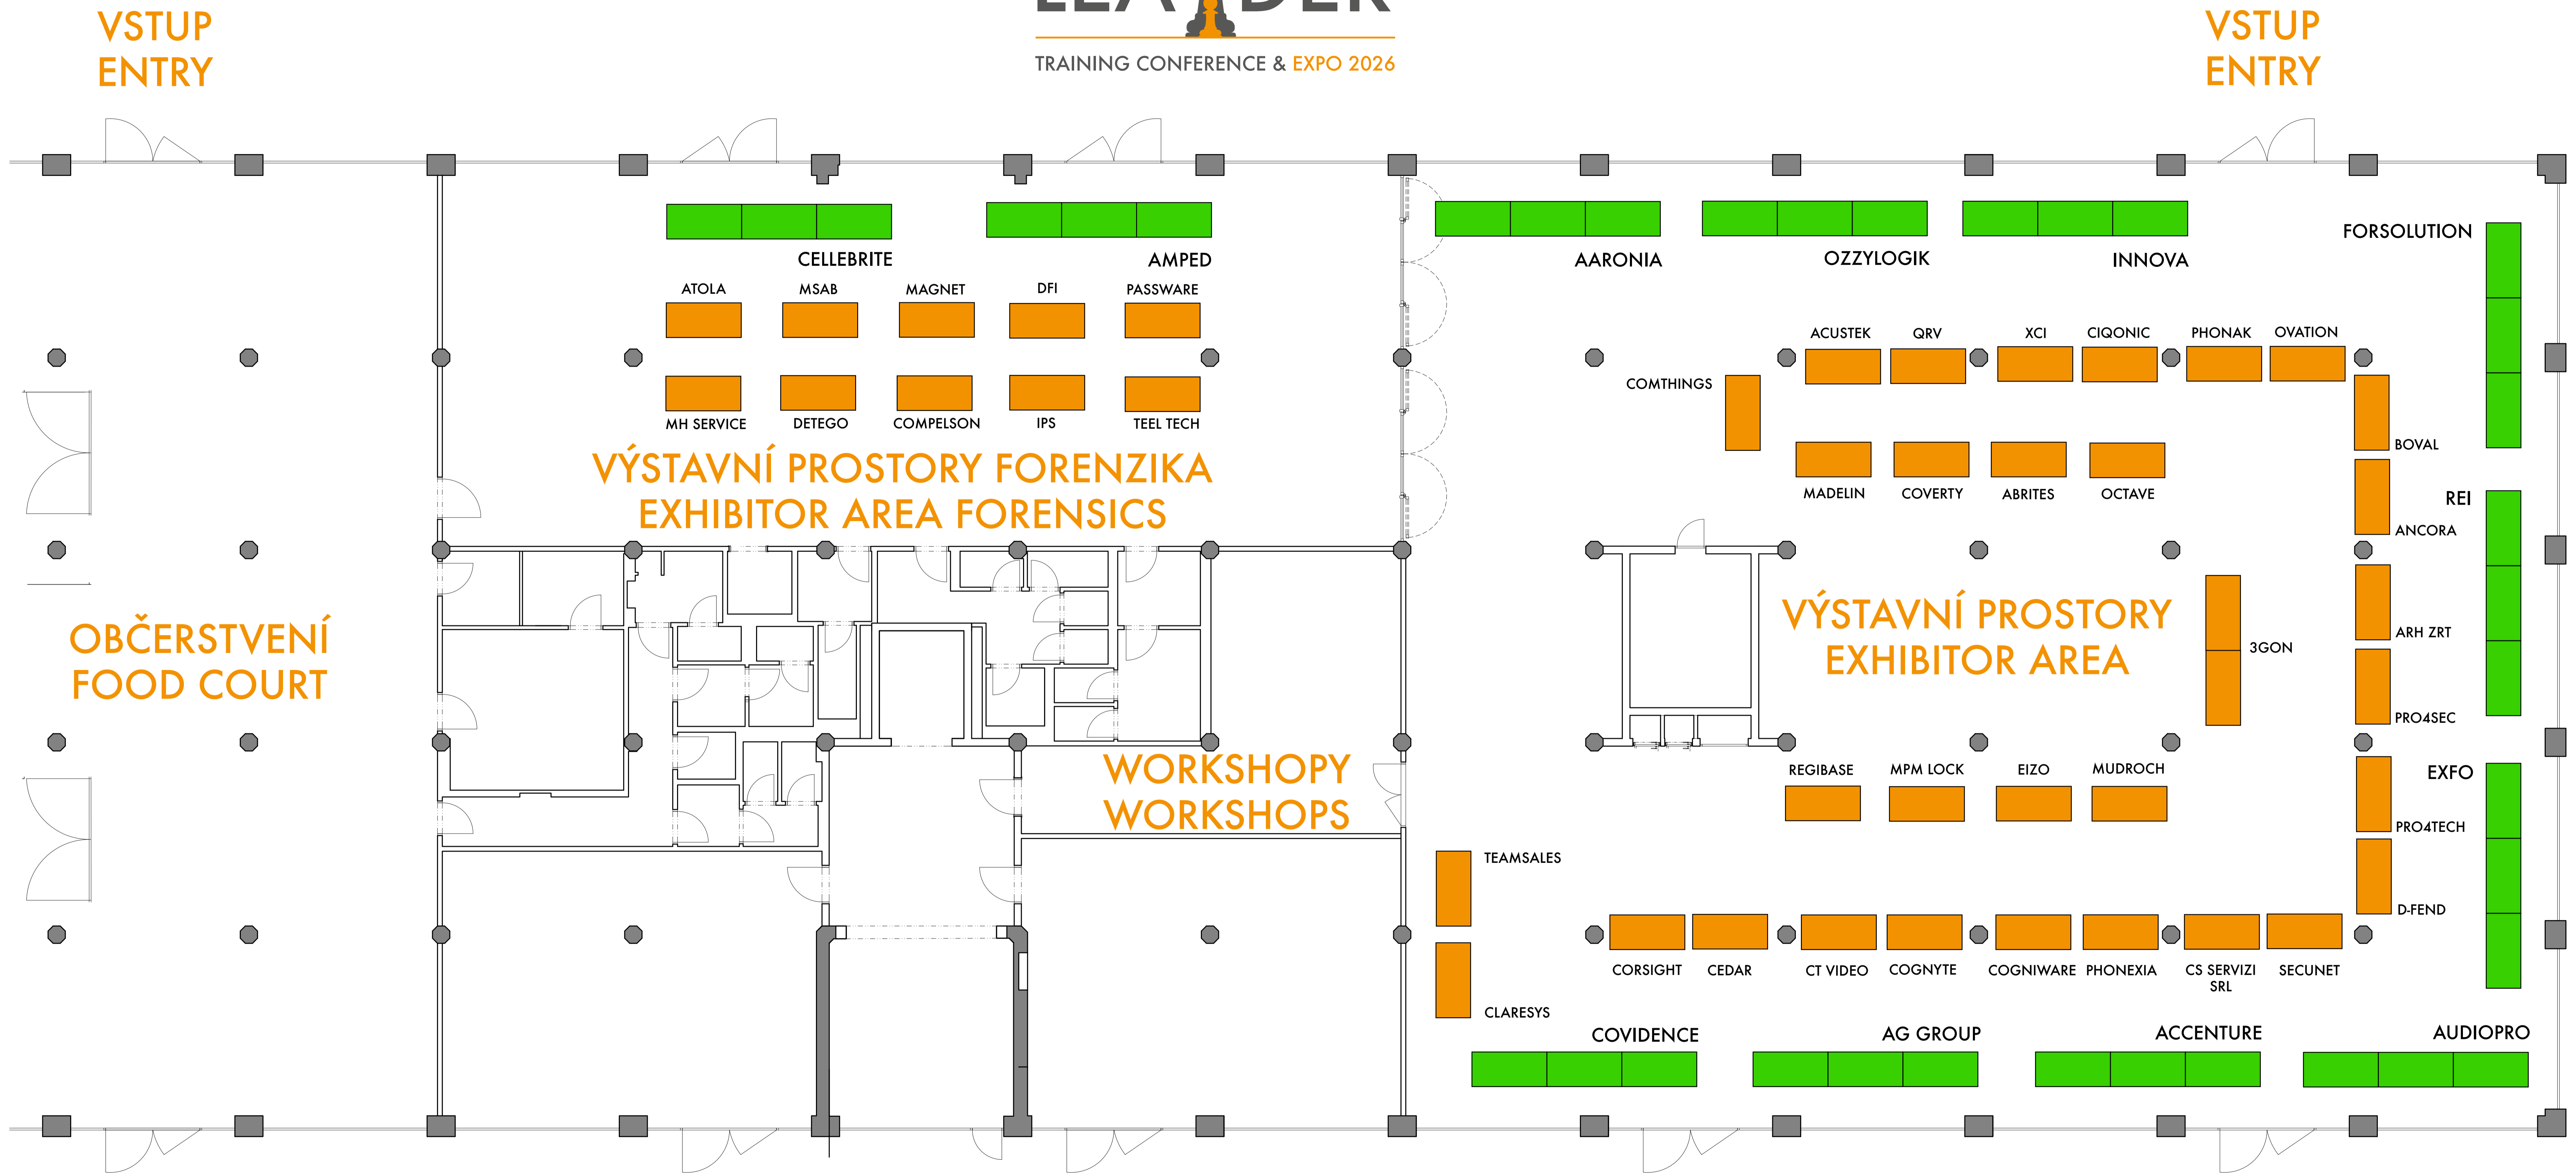 VSTUP
ENTRY
LEADER
TRAINING CONFERENCE & EXPO 2026
VSTUP
ENTRY
CELLEBRITE
AMPED
AARONIA
OZZYLOGIK
INNOVA
FORSOLUTION
ATOLA
MSAB
MAGNET
DFI
PASSWARE
ACUSTEK
QRV
XCI
CIQONIC
PHONAK
OVATION
COMTHINGS
MH SERVICE
DETEGO
COMPELSON
IPS
TEEL TECH
BOVAL
VÝSTAVNÍ PROSTORY FORENZIKA
EXHIBITOR AREA FORENSICS
MADELIN
COVERTY
ABRITES
OCTAVE
REI
ANCORA
OBČERSTVENÍ
FOOD COURT
VÝSTAVNÍ PROSTORY
EXHIBITOR AREA
3GON
ARH ZRT
PRO4SEC
WORKSHOPY
WORKSHOPS
REGIBASE
MPM LOCK
EIZO
MUDROCH
EXFO
PRO4TECH
TEAMSALES
D-FEND
CORSIGHT
CEDAR
CT VIDEO
COGNYTE
COGNIWARE
PHONEXIA
CS SERVIZI
SRL
SECUNET
CLARESYS
COVIDENCE
AG GROUP
ACCENTURE
AUDIOPRO